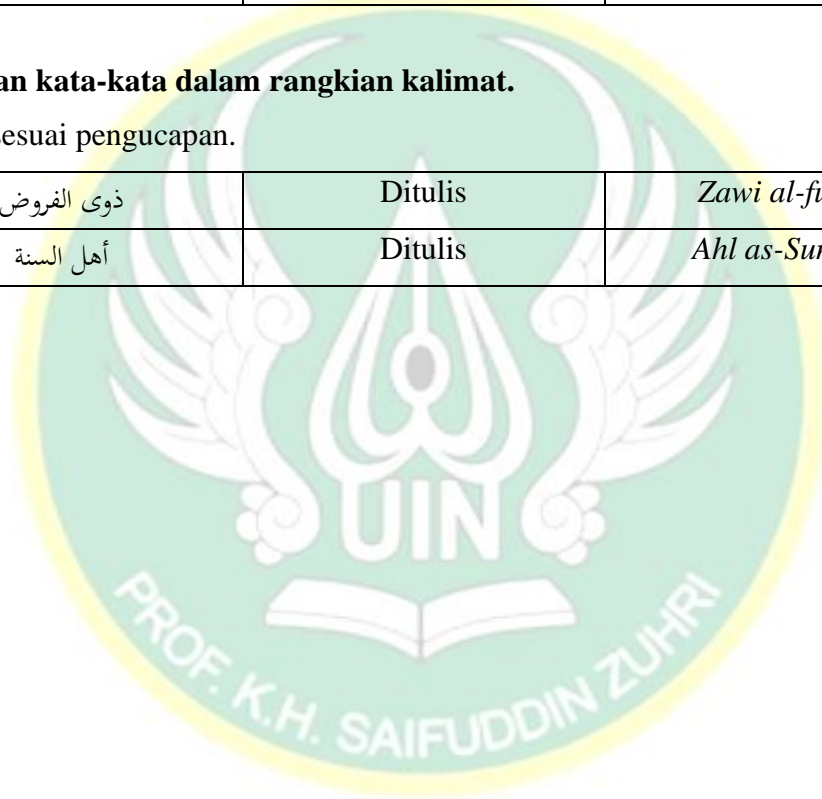 an kata-kata dalam rangkian kalimat.
sesuai pengucapan.
ذوى الفروض Ditulis Zawi al-fu
أهل السنة Ditulis Ahl as-Sun
UIN
PROF. K.H. SAIFUDDIN ZUHRI